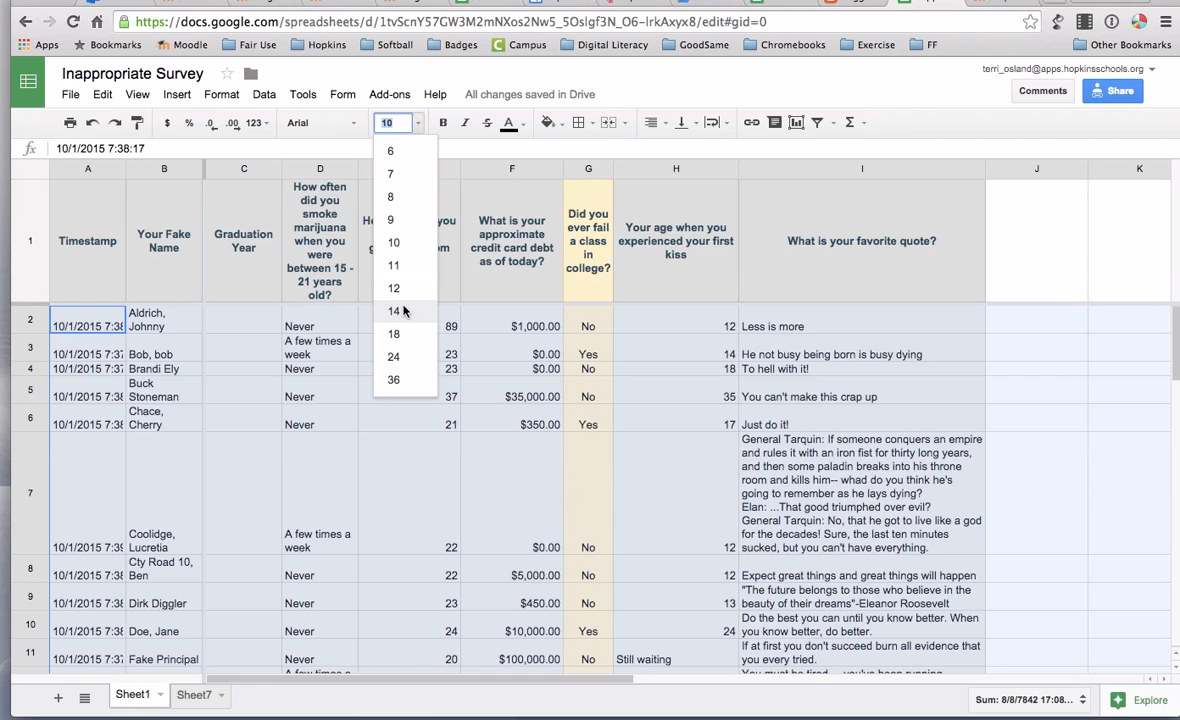 https://docs.google.com/spreadsheets/d/1tvScnY57GW3M2mNXos2Nw5_5Oslgf3N_O6-lrkAxyx8/edit#gid=0
Apps Bookmarks Moodle Fair Use Hopkins Softball Badges Campus Digital Literacy GoodSame Chromebooks Exercise FF Other Bookmarks
Inappropriate Survey
terri_osland@apps.hopkinsschools.org
File Edit View Insert Format Data Tools Form Add-ons Help All changes saved in Drive
Comments Share
$ % .0 .00 123 Arial 10 B I S A Σ
fx 10/1/2015 7:38:17
6
7
8
9
10
11
12
14
18
24
36
A B C D F G H I J K
1 Timestamp
Your Fake
Name
Graduation
Year
How often
did you
smoke
marijuana
when you
were
between 15 -
21 years
old?
What is your
approximate
credit card debt
as of today?
Did you
ever fail
a class
in
college?
Your age when you
experienced your first
kiss
What is your favorite quote?
2 10/1/2015 7:38 Aldrich,
Johnny Never 89 $1,000.00 No 12 Less is more
3 10/1/2015 7:37 Bob, bob A few times a
week 23 $0.00 Yes 14 He not busy being born is busy dying
4 10/1/2015 7:38 Brandi Ely Never 23 $0.00 No 18 To hell with it!
5 10/1/2015 7:38 Buck
Stoneman Never 37 $35,000.00 No 35 You can't make this crap up
6 10/1/2015 7:38 Chace,
Cherry Never 21 $350.00 Yes 17 Just do it!
General Tarquin: If someone conquers an empire
and rules it with an iron fist for thirty long years,
and then some paladin breaks into his throne
room and kills him-- whad do you think he's
going to remember as he lays dying?
Elan: ...That good triumphed over evil?
General Tarquin: No, that he got to live like a god
for the decades! Sure, the last ten minutes
sucked, but you can't have everything.
7 10/1/2015 7:39 Coolidge,
Lucretia A few times a
week 22 $0.00 No 12
8 10/1/2015 7:38 Cty Road 10,
Ben Never 22 $5,000.00 No 12 Expect great things and great things will happen
9 10/1/2015 7:38 Dirk Diggler Never 23 $450.00 No 13 "The future belongs to those who believe in the
beauty of their dreams"-Eleanor Roosevelt
10 10/1/2015 7:38 Doe, Jane Never 24 $10,000.00 Yes 24 Do the best you can until you know better. When
you know better, do better.
11 10/1/2015 7:37 Fake Principal Never 20 $100,000.00 No Still waiting If at first you don't succeed burn all evidence that
you every tried.
Sheet1 Sheet7 Sum: 8/8/7842 17:08... Explore